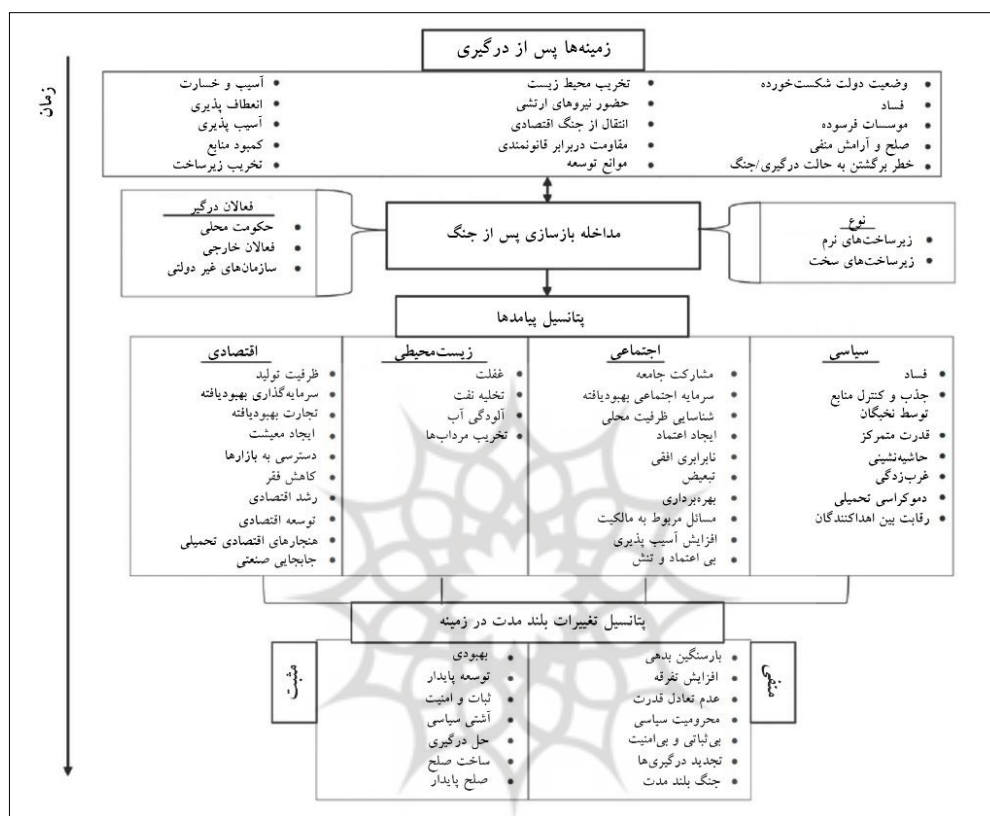 زمینه‌ها پس از درگیری
زمان
وضعیت دولت شکست‌خورده
فساد
موسسات فرسوده
صلح و آرامش منفی
خطر برگشتن به حالت درگیری/جنگ
تخریب محیط زیست
حضور نیروهای ارتشی
انتقال از جنگ اقتصادی
مقاومت دربرابر قانونمندی
موانع توسعه
آسیب و خسارت
انعطاف پذیری
آسیب پذیری
کمبود منابع
تخریب زیرساخت
نوع
زیرساخت‌های نرم
زیرساخت‌های سخت
مداخله بازسازی پس از جنگ
فعالان درگیر
حکومت محلی
فعالان خارجی
سازمان‌های غیر دولتی
پتانسیل پیامدها
سیاسی
فساد
جذب و کنترل منابع
توسط نخبگان
قدرت متمرکز
حاشیه‌نشینی
غرب‌زدگی
دموکراسی تحمیلی
رقابت بین اهداکنندگان
اجتماعی
مشارکت جامعه
سرمایه اجتماعی بهبودیافته
شناسایی ظرفیت محلی
ایجاد اعتماد
نابرابری افقی
تبعیض
بهره‌برداری
مسائل مربوط به مالکیت
افزایش آسیب پذیری
بی اعتماد و تنش
زیست‌محیطی
غفلت
تخلیه نفت
آلودگی آب
تخریب مرداب‌ها
اقتصادی
ظرفیت تولید
سرمایه‌گذاری بهبودیافته
تجارت بهبودیافته
ایجاد معیشت
دسترسی به بازارها
کاهش فقر
رشد اقتصادی
توسعه اقتصادی
هنجارهای اقتصادی تحمیلی
جابجایی صنعتی
پتانسیل تغییرات بلند مدت در زمینه
منفی
بارسنگین بدهی
افزایش تفرقه
عدم تعادل قدرت
محرومیت سیاسی
بی‌ثباتی و بی‌امنیت
تجدید درگیری‌ها
جنگ بلند مدت
مثبت
بهبودی
توسعه پایدار
ثبات و امنیت
آشتی سیاسی
حل درگیری
ساخت صلح
صلح پایدار